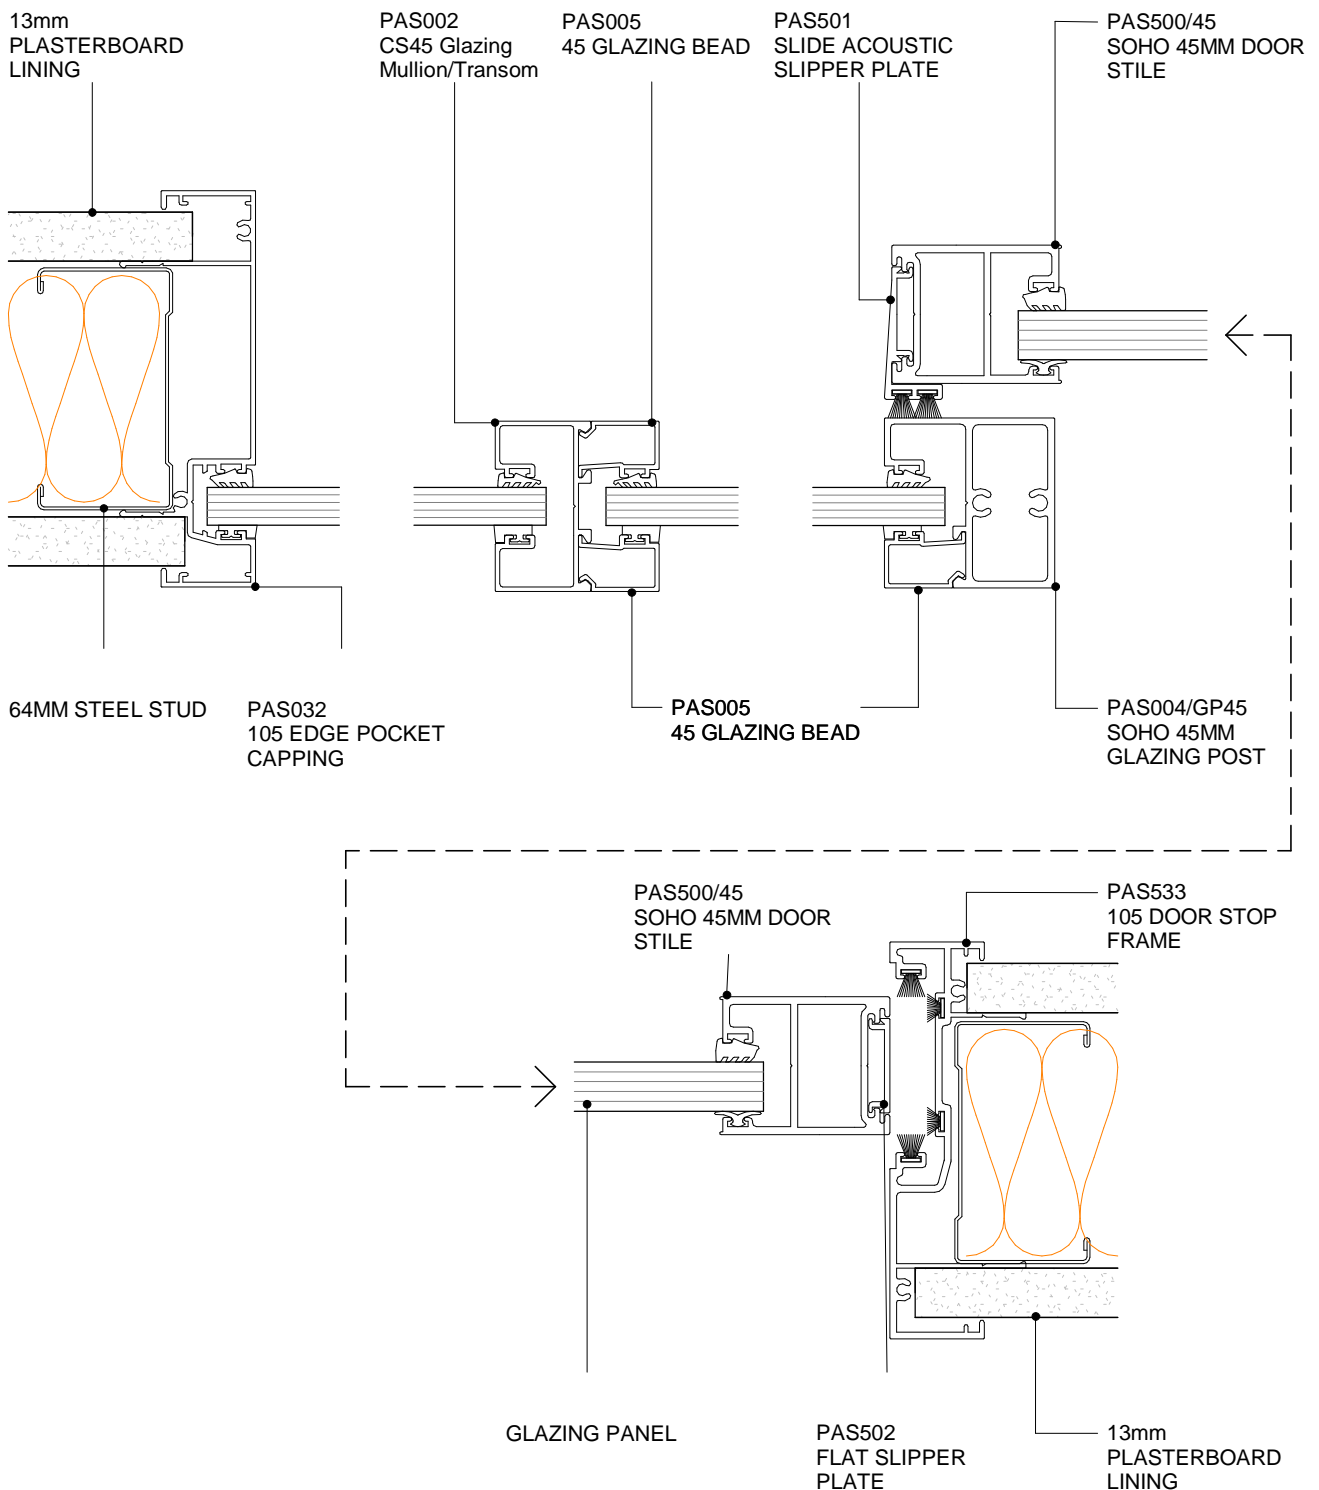 13mm
PLASTERBOARD
LINING
PAS002
CS45 Glazing
Mullion/Transom
PAS005
45 GLAZING BEAD
PAS501
SLIDE ACOUSTIC
SLIPPER PLATE
PAS500/45
SOHO 45MM DOOR
STILE
64MM STEEL STUD
PAS032
105 EDGE POCKET
CAPPING
PAS005
45 GLAZING BEAD
PAS004/GP45
SOHO 45MM
GLAZING POST
PAS500/45
SOHO 45MM DOOR
STILE
PAS533
105 DOOR STOP
FRAME
GLAZING PANEL
PAS502
FLAT SLIPPER
PLATE
13mm
PLASTERBOARD
LINING